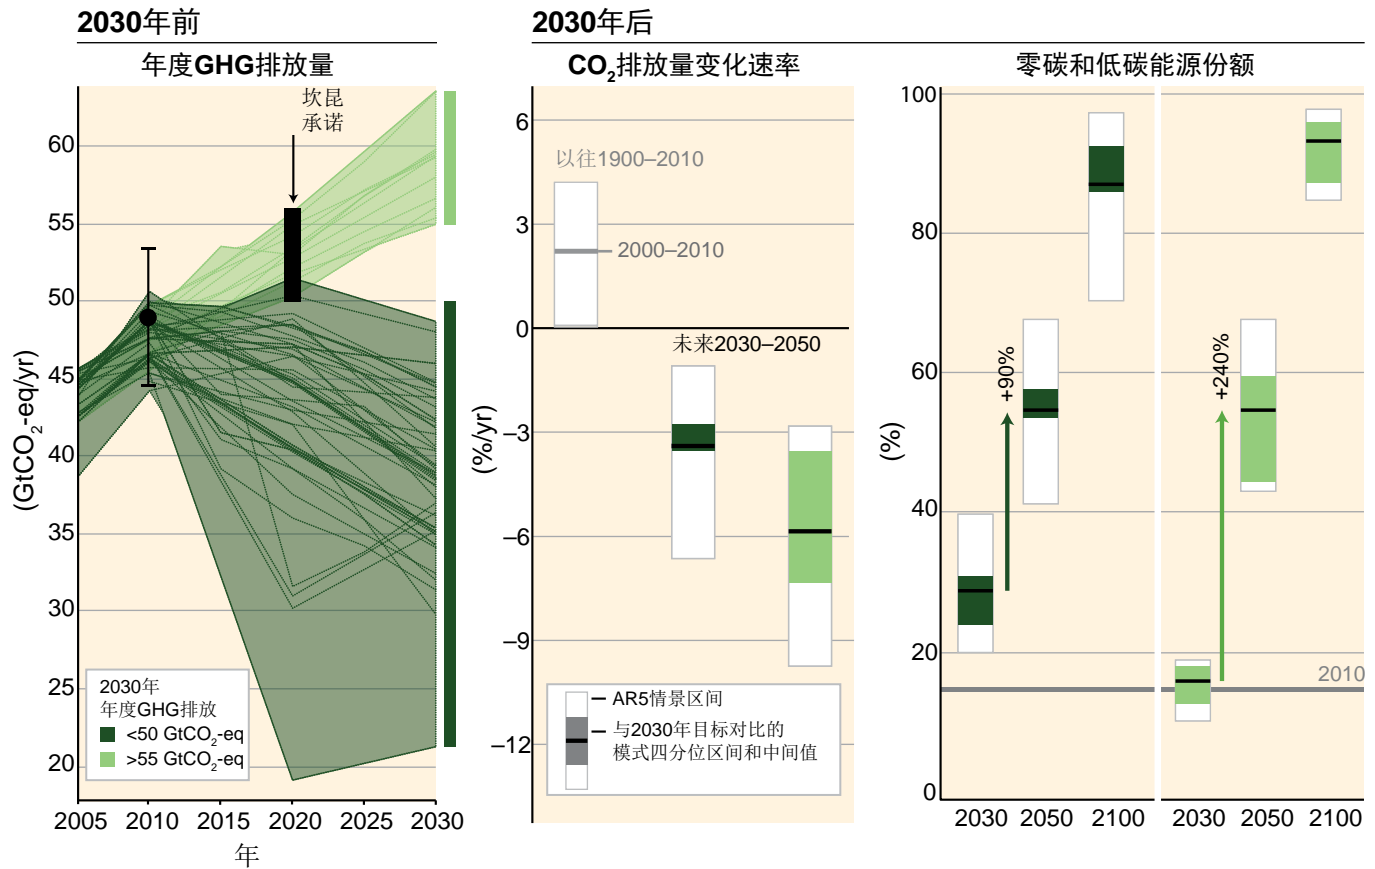 2030年前
年度GHG排放量
坎昆
承诺
60
55
50
45
40
35
30
25
20
(GtCO2-eq/yr)
2030年
年度GHG排放
<50 GtCO2-eq
>55 GtCO2-eq
2005 2010 2015 2020 2025 2030
年
2030年后
CO2排放量变化速率
6
3
0
–3
–6
–9
–12
(%/yr)
以往1900–2010
2000–2010
未来2030–2050
AR5情景区间
与2030年目标对比的
模式四分位区间和中间值
零碳和低碳能源份额
100
80
60
40
20
0
(%)
+90%
+240%
2010
2030 2050 2100 2030 2050 2100